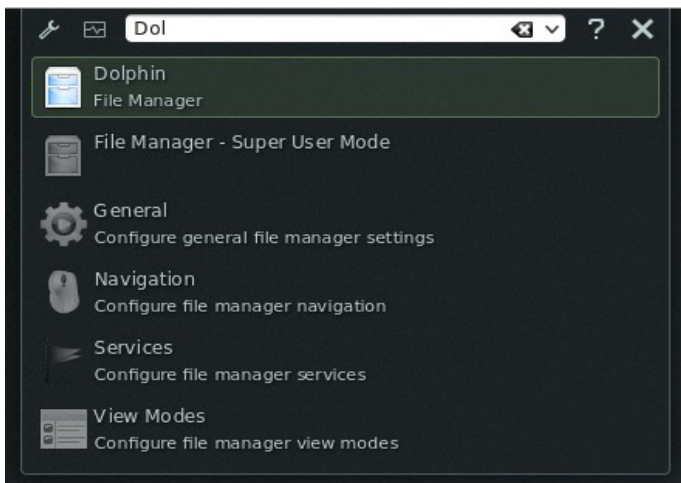 Dol
?
Dolphin
File Manager
File Manager - Super User Mode
General
Configure general file manager settings
Navigation
Configure file manager navigation
Services
Configure file manager services
View Modes
Configure file manager view modes